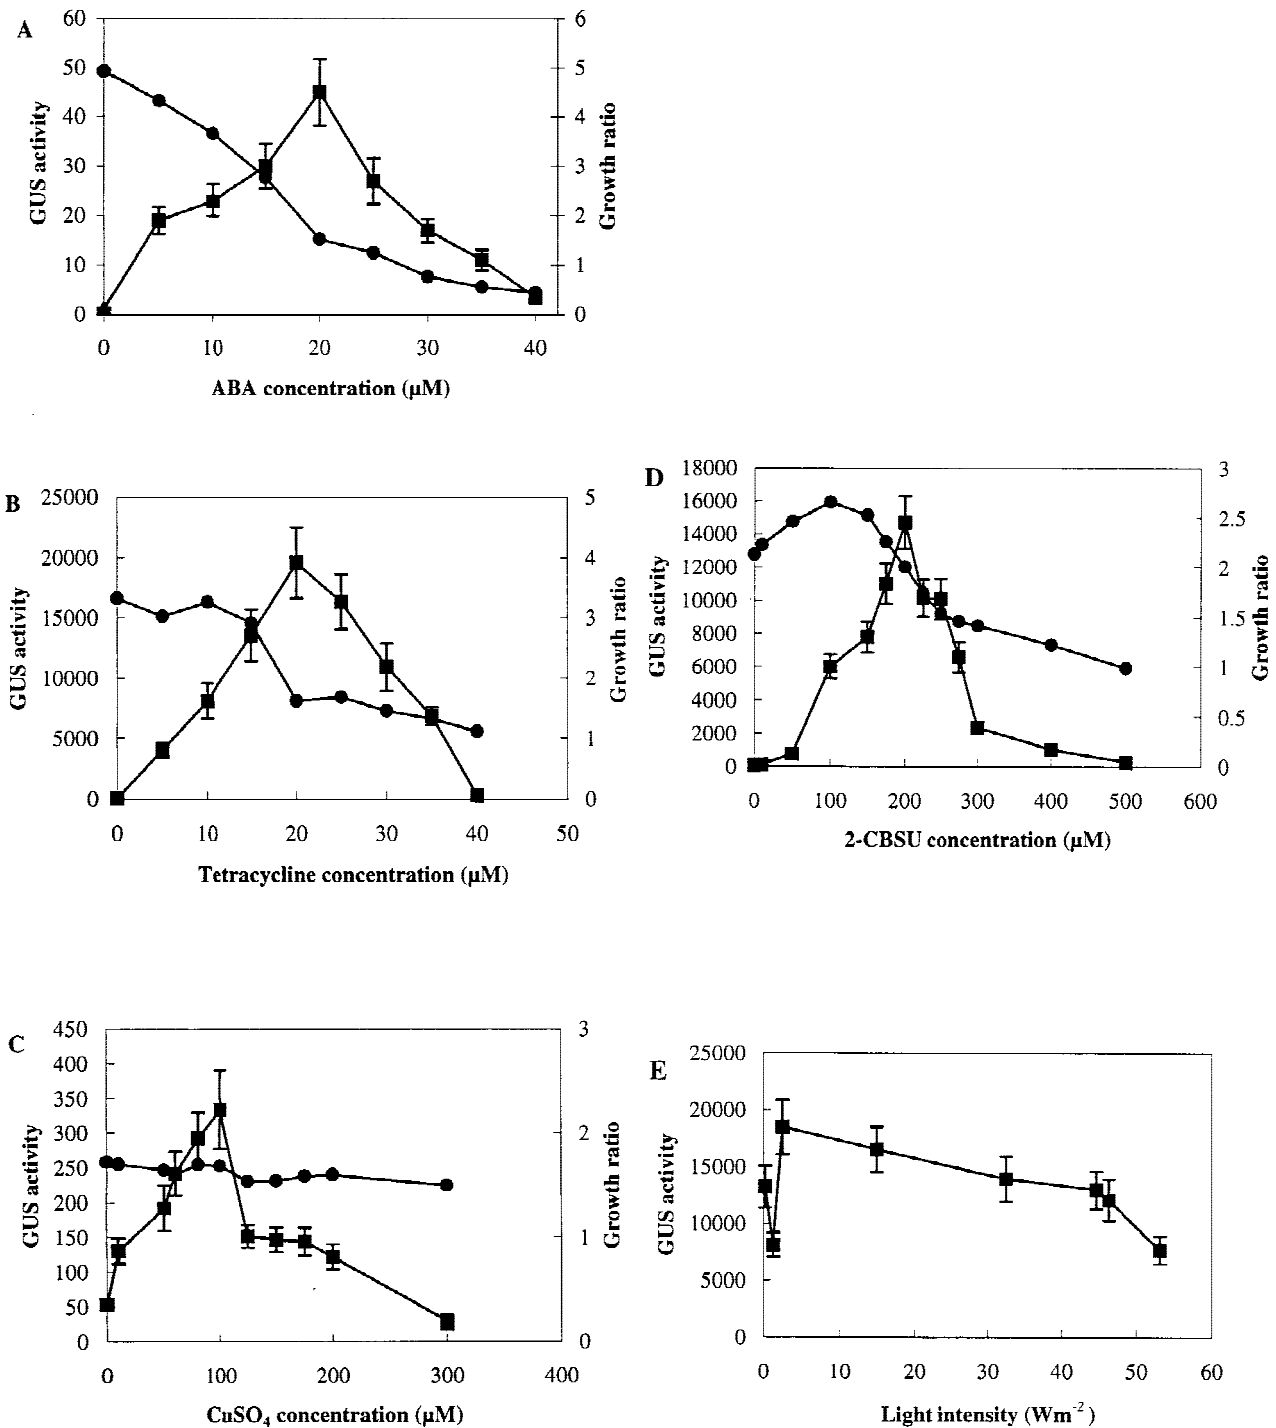 A
60
50
40
30
20
10
0
GUS activity
6
5
4
3
2
1
0
Growth ratio
0 10 20 30 40
ABA concentration (µM)
B
25000
20000
15000
10000
5000
0
GUS activity
5
4
3
2
1
0
Growth ratio
0 10 20 30 40 50
Tetracycline concentration (µM)
D
18000
16000
14000
12000
10000
8000
6000
4000
2000
0
GUS activity
3
2.5
2
1.5
1
0.5
0
Growth ratio
0 100 200 300 400 500 600
2-CBSU concentration (µM)
C
450
400
350
300
250
200
150
100
50
0
GUS activity
3
2
1
0
Growth ratio
0 100 200 300 400
CuSO₄ concentration (µM)
E
25000
20000
15000
10000
5000
0
GUS activity
0 10 20 30 40 50 60
Light intensity (Wm⁻²)